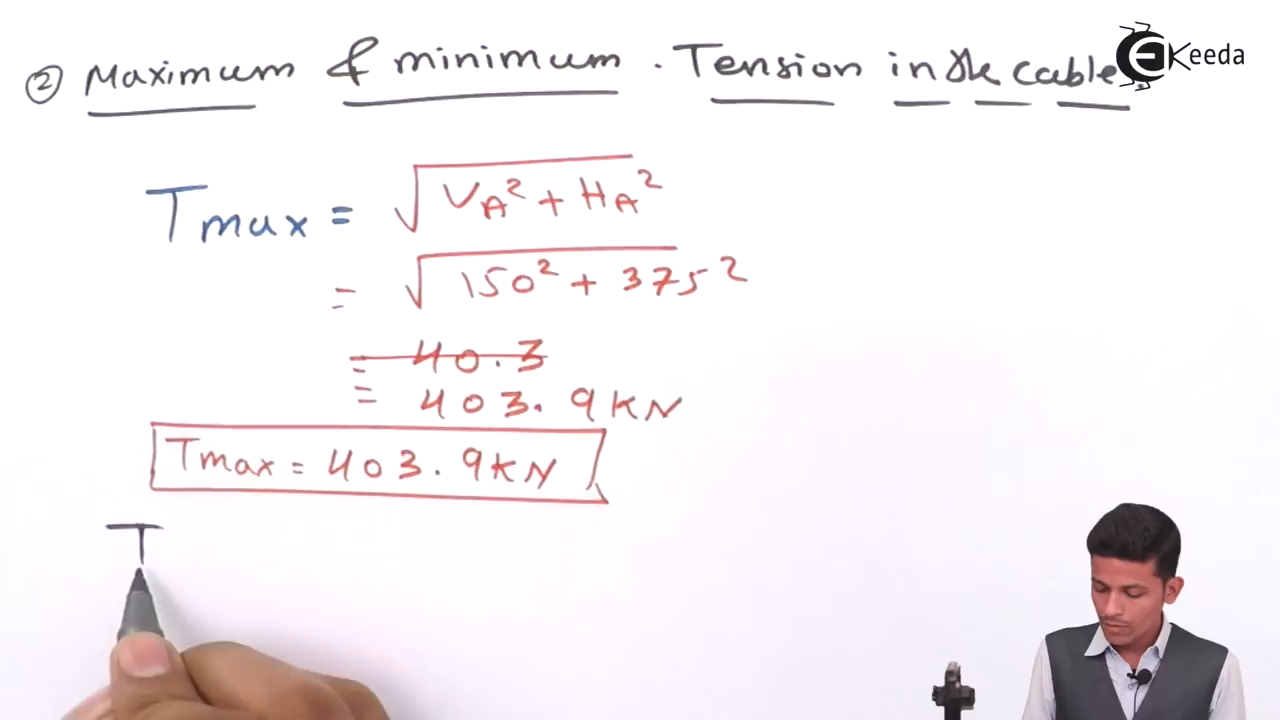 ② Maximum & minimum . Tension in the cable.
Ekeeda
Tmax = √VA² + HA²
= √150² + 375²
= 40.3
= 403.9 KN
Tmax = 403.9 KN
T